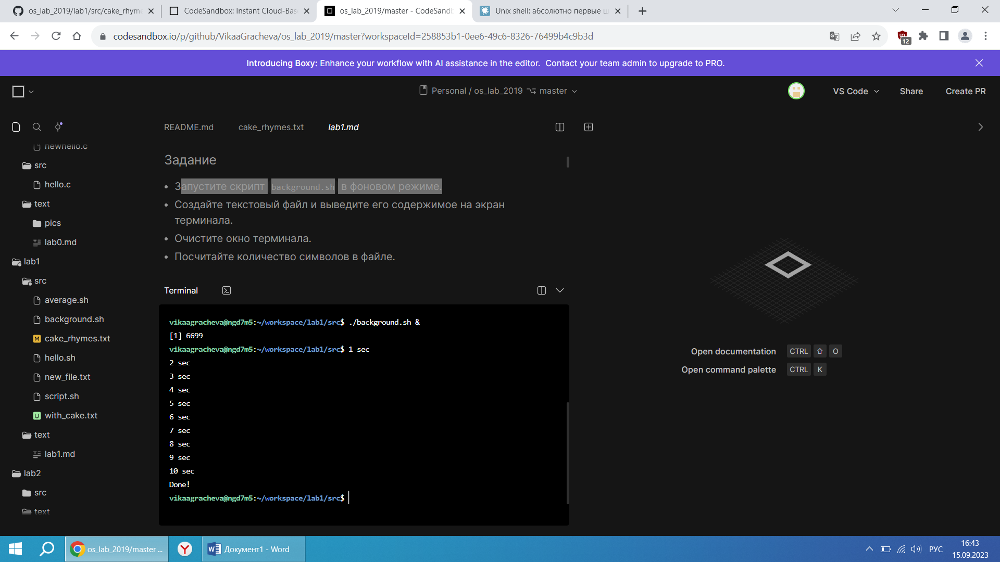 os_lab_2019/lab1/src/cake_rhyme
CodeSandbox: Instant Cloud-Bas
os_lab_2019/master - CodeSandb
Unix shell: абсолютно первые ш
codesandbox.io/p/github/VikaaGracheva/os_lab_2019/master?workspaceId=258853b1-0ee6-49c6-8326-76499b4c9b3d
12
Introducing Boxy: Enhance your workflow with AI assistance in the editor. Contact your team admin to upgrade to PRO.
Personal / os_lab_2019 master
VS Code
Share
Create PR
README.md
cake_rhymes.txt
lab1.md
newhello.c
src
hello.c
text
pics
lab0.md
lab1
src
average.sh
background.sh
M cake_rhymes.txt
hello.sh
new_file.txt
script.sh
U with_cake.txt
text
lab1.md
lab2
src
text
Задание
• Запустите скрипт background.sh в фоновом режиме.
• Создайте текстовый файл и выведите его содержимое на экран
терминала.
• Очистите окно терминала.
• Посчитайте количество символов в файле.
Terminal
vikaagracheva@ngd7m5:~/workspace/lab1/src$ ./background.sh &
[1] 6699
vikaagracheva@ngd7m5:~/workspace/lab1/src$ 1 sec
2 sec
3 sec
4 sec
5 sec
6 sec
7 sec
8 sec
9 sec
10 sec
Done!
vikaagracheva@ngd7m5:~/workspace/lab1/src$
Open documentation CTRL ⇧ O
Open command palette CTRL K
os_lab_2019/master ...
Документ1 - Word
РУС
16:43
15.09.2023